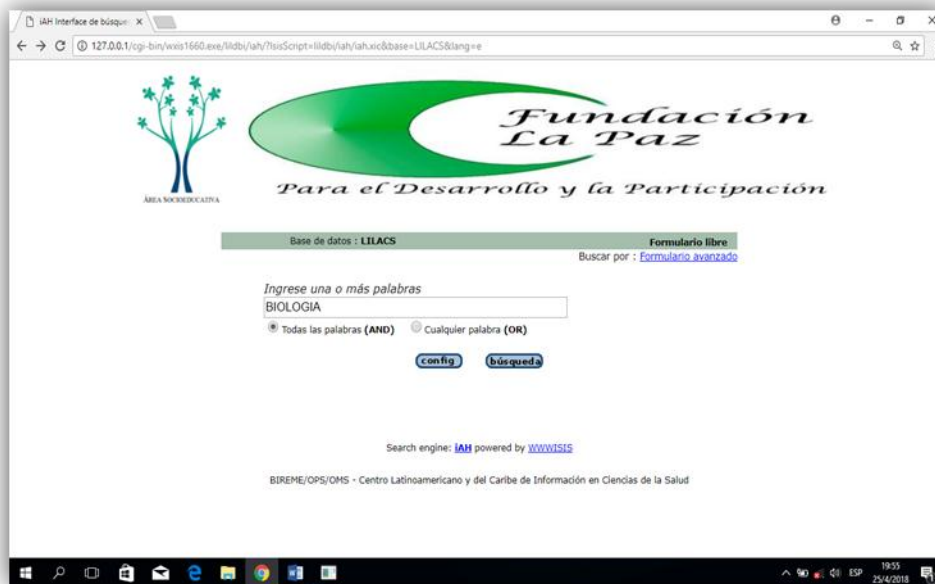 iAH Interface de búsque
127.0.0.1/cgi-bin/wxis1660.exe/lildbi/iah/?IsisScript=lildbi/iah/iah.xic&base=LILACS&lang=e
Fundación
La Paz
Para el Desarrollo y la Participación
ÁREA SOCIOEDUCATIVA
Base de datos : LILACS
Formulario libre
Buscar por : Formulario avanzado
Ingrese una o más palabras
BIOLOGIA
Todas las palabras (AND) Cualquier palabra (OR)
config búsqueda
Search engine: iAH powered by WWWISIS
BIREME/OPS/OMS - Centro Latinoamericano y del Caribe de Información en Ciencias de la Salud
ESP
19:55
25/4/2018